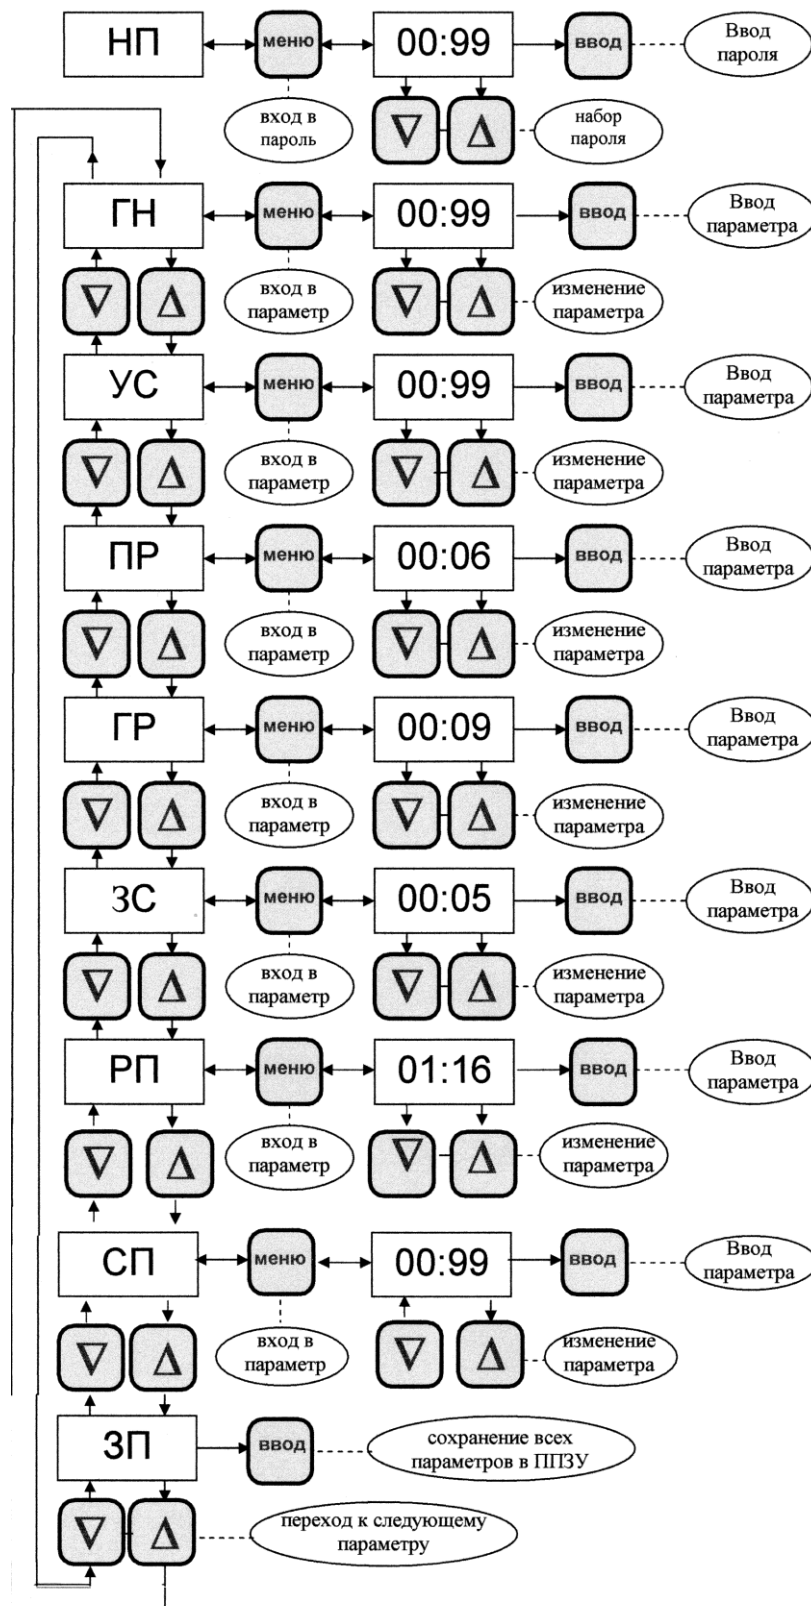 НП
меню
00:99
ввод
Ввод
пароля
вход в
пароль
∇
Δ
набор
пароля
ГН
меню
00:99
ввод
Ввод
параметра
∇
Δ
вход в
параметр
∇
Δ
изменение
параметра
УС
меню
00:99
ввод
Ввод
параметра
∇
Δ
вход в
параметр
∇
Δ
изменение
параметра
ПР
меню
00:06
ввод
Ввод
параметра
∇
Δ
вход в
параметр
∇
Δ
изменение
параметра
ГР
меню
00:09
ввод
Ввод
параметра
∇
Δ
вход в
параметр
∇
Δ
изменение
параметра
ЗС
меню
00:05
ввод
Ввод
параметра
∇
Δ
вход в
параметр
∇
Δ
изменение
параметра
РП
меню
01:16
ввод
Ввод
параметра
∇
Δ
вход в
параметр
∇
Δ
изменение
параметра
СП
меню
00:99
ввод
Ввод
параметра
∇
Δ
вход в
параметр
∇
Δ
изменение
параметра
ЗП
ввод
сохранение всех
параметров в ППЗУ
∇
Δ
переход к следующему
параметру